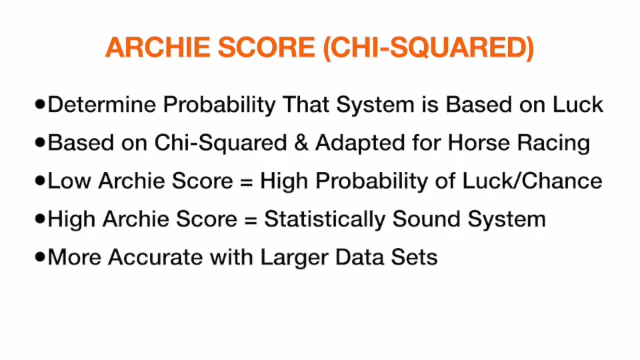 ARCHIE SCORE (CHI-SQUARED)
•Determine Probability That System is Based on Luck
•Based on Chi-Squared & Adapted for Horse Racing
•Low Archie Score = High Probability of Luck/Chance
•High Archie Score = Statistically Sound System
•More Accurate with Larger Data Sets